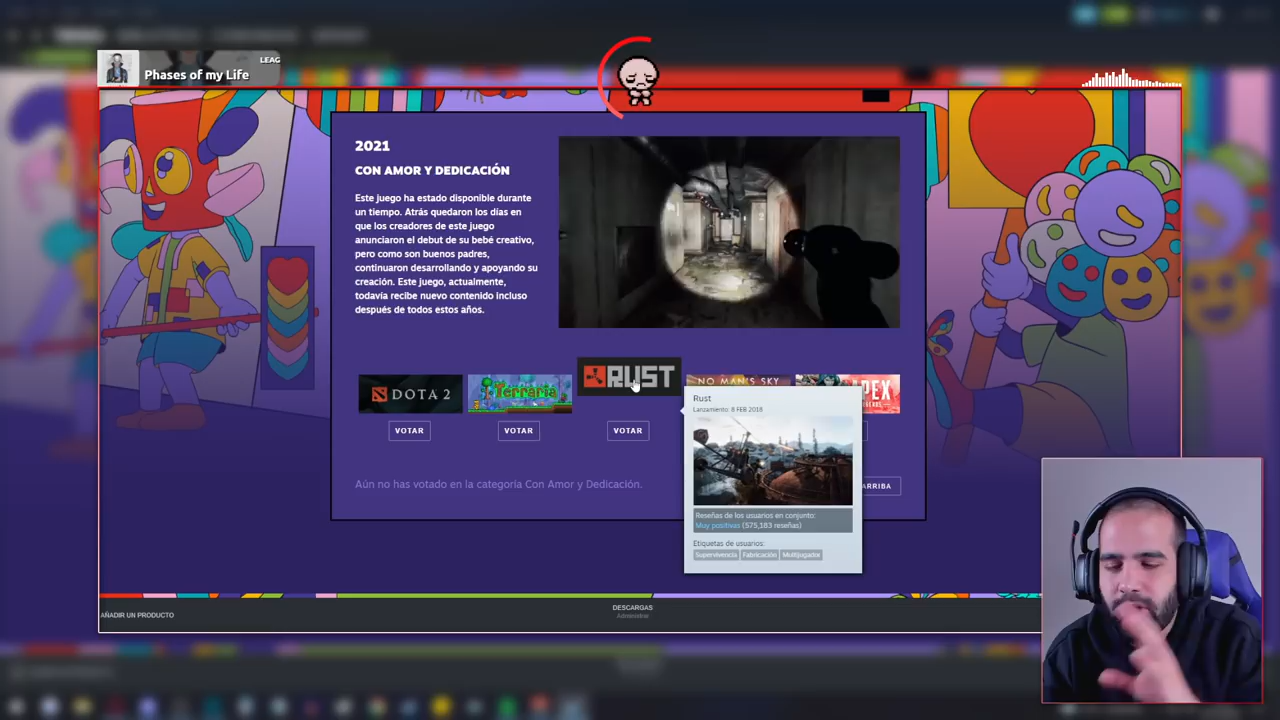 LEAG
Phases of my Life
2021
CON AMOR Y DEDICACIÓN
Este juego ha estado disponible durante
un tiempo. Atrás quedaron los días en
que los creadores de este juego
anunciaron el debut de su bebé creativo,
pero como son buenos padres,
continuaron desarrollando y apoyando su
creación. Este juego, actualmente,
todavía recibe nuevo contenido incluso
después de todos estos años.
DOTA 2
Terraria
RUST
NO MAN'S SKY
APEX
VOTAR
VOTAR
VOTAR
Rust
Lanzamiento: 8 FEB 2018
Reseñas de los usuarios en conjunto:
Muy positivas (575,183 reseñas)
Etiquetas de usuarios:
Supervivencia Fabricación Multijugador
Aún no has votado en la categoría Con Amor y Dedicación.
ARRIBA
AÑADIR UN PRODUCTO
DESCARGAS
Administrar